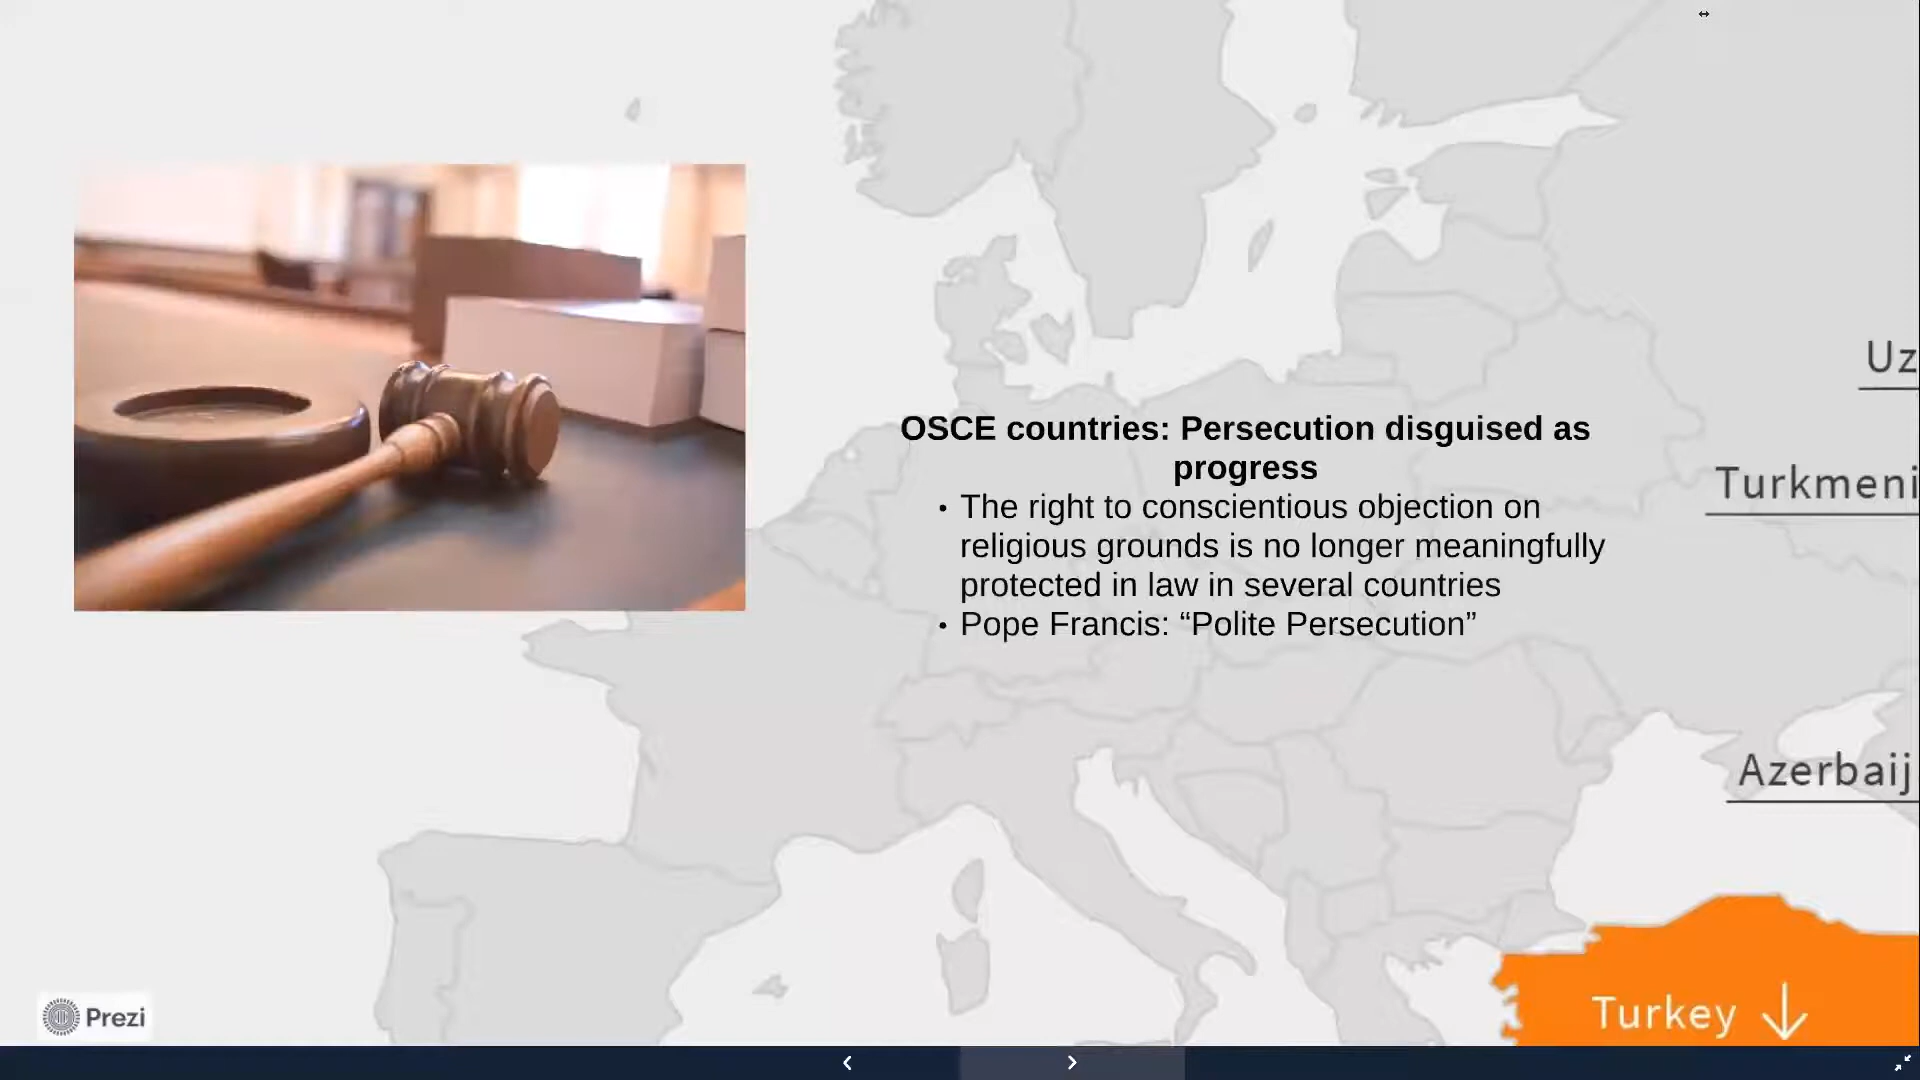 Uz
OSCE countries: Persecution disguised as
progress
Turkmeni
• The right to conscientious objection on
religious grounds is no longer meaningfully
protected in law in several countries
• Pope Francis: “Polite Persecution”
Azerbaij
Turkey ↓
Prezi